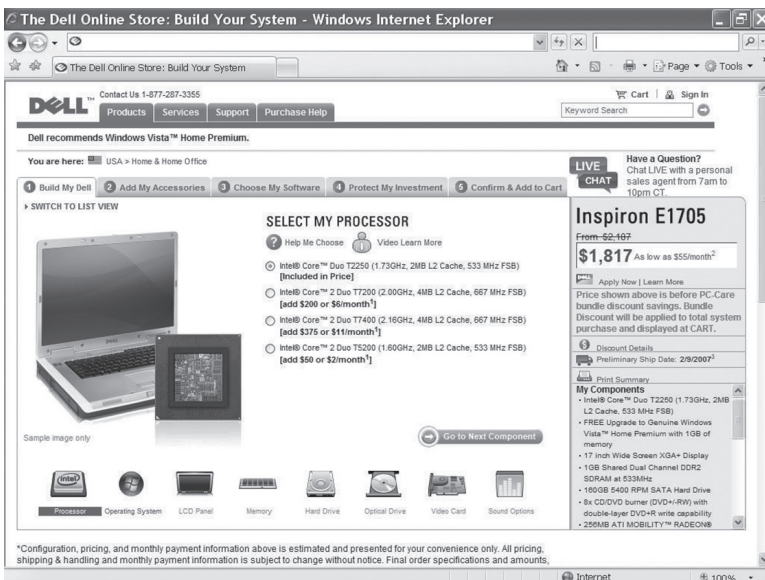 The Dell Online Store: Build Your System - Windows Internet Explorer
The Dell Online Store: Build Your System
Page
Tools
DELL™
Contact Us 1-877-287-3355
Cart
Sign In
Products
Services
Support
Purchase Help
Keyword Search
Dell recommends Windows Vista™ Home Premium.
You are here: USA > Home & Home Office
LIVE
CHAT
Have a Question?
Chat LIVE with a personal
sales agent from 7am to
10pm CT.
1 Build My Dell
2 Add My Accessories
3 Choose My Software
4 Protect My Investment
5 Confirm & Add to Cart
SWITCH TO LIST VIEW
SELECT MY PROCESSOR
? Help Me Choose
Video Learn More
Intel® Core™ Duo T2250 (1.73GHz, 2MB L2 Cache, 533 MHz FSB)
[Included in Price]
Intel® Core™ 2 Duo T7200 (2.00GHz, 4MB L2 Cache, 667 MHz FSB)
[add $200 or $6/month¹]
Intel® Core™ 2 Duo T7400 (2.16GHz, 4MB L2 Cache, 667 MHz FSB)
[add $375 or $11/month¹]
Intel® Core™ 2 Duo T5200 (1.60GHz, 2MB L2 Cache, 533 MHz FSB)
[add $50 or $2/month¹]
Sample image only
Go to Next Component
intel
Processor
Operating System
LCD Panel
Memory
Hard Drive
Optical Drive
Video Card
Sound Options
Inspiron E1705
From $2,187
$1,817 As low as $55/month²
Apply Now | Learn More
Price shown above is before PC-Care
bundle discount savings. Bundle
Discount will be applied to total system
purchase and displayed at CART.
Discount Details
Preliminary Ship Date: 2/9/2007³
Print Summary
My Components
• Intel® Core™ Duo T2250 (1.73GHz, 2MB
L2 Cache, 533 MHz FSB)
• FREE Upgrade to Genuine Windows
Vista™ Home Premium with 1GB of
memory
• 17 inch Wide Screen XGA+ Display
• 1GB Shared Dual Channel DDR2
SDRAM at 533MHz
• 160GB 5400 RPM SATA Hard Drive
• 8x CD/DVD burner (DVD+/-RW) with
double-layer DVD+R write capability
• 256MB ATI MOBILITY™ RADEON®
*Configuration, pricing, and monthly payment information above is estimated and presented for your convenience only. All pricing,
shipping & handling and monthly payment information is subject to change without notice. Final order specifications and amounts,
Internet
100%